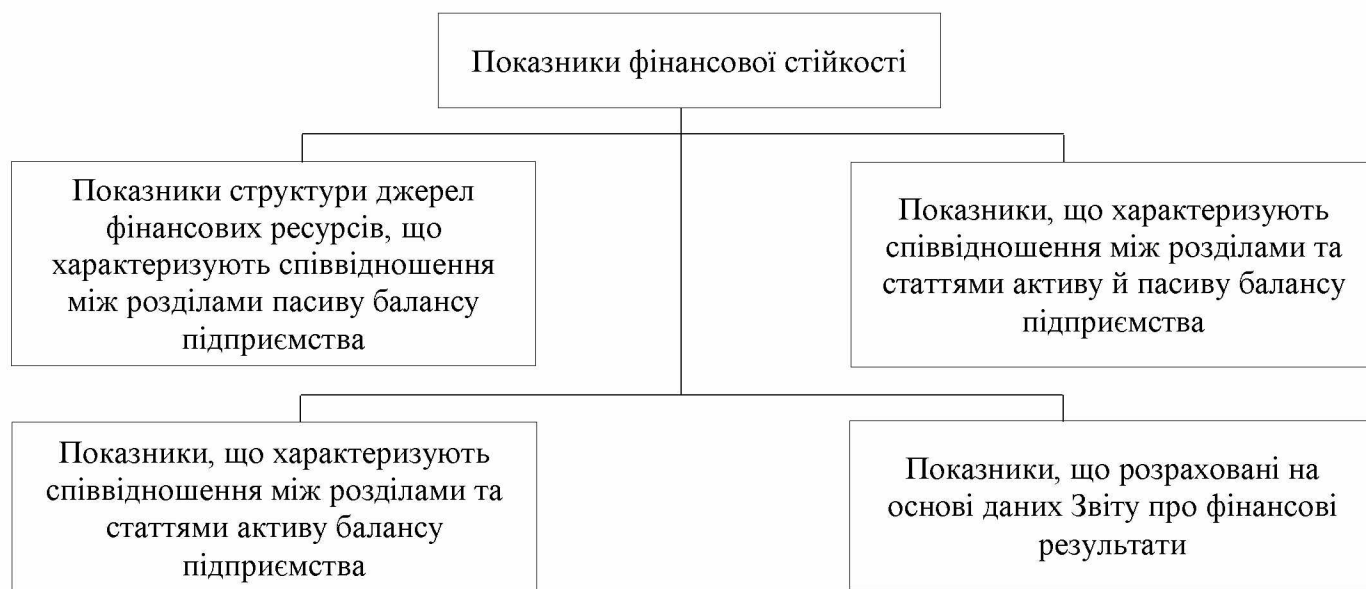 Показники фінансової стійкості
Показники структури джерел
фінансових ресурсів, що
характеризують співвідношення
між розділами пасиву балансу
підприємства
Показники, що характеризують
співвідношення між розділами та
статтями активу й пасиву балансу
підприємства
Показники, що характеризують
співвідношення між розділами та
статтями активу балансу
підприємства
Показники, що розраховані на
основі даних Звіту про фінансові
результати